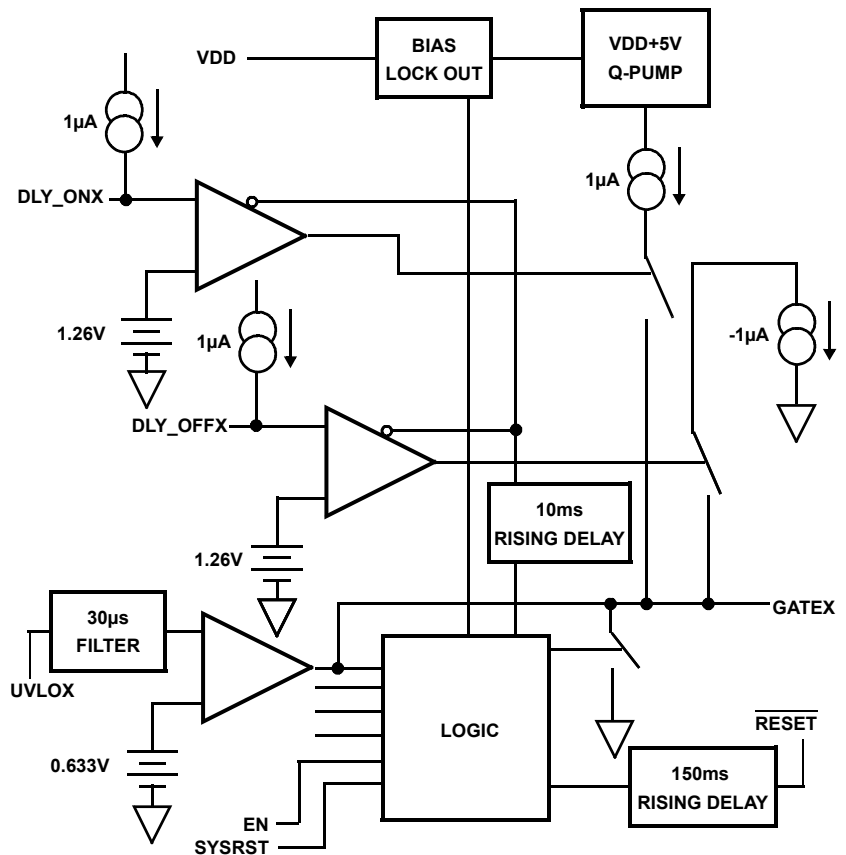 BIAS
LOCK OUT
VDD+5V
Q-PUMP
VDD
1µA
1µA
DLY_ONX
1.26V
1µA
-1µA
DLY_OFFX
10ms
RISING DELAY
1.26V
30µs
FILTER
GATEX
UVLOX
LOGIC
RESET
0.633V
150ms
RISING DELAY
EN
SYSRST